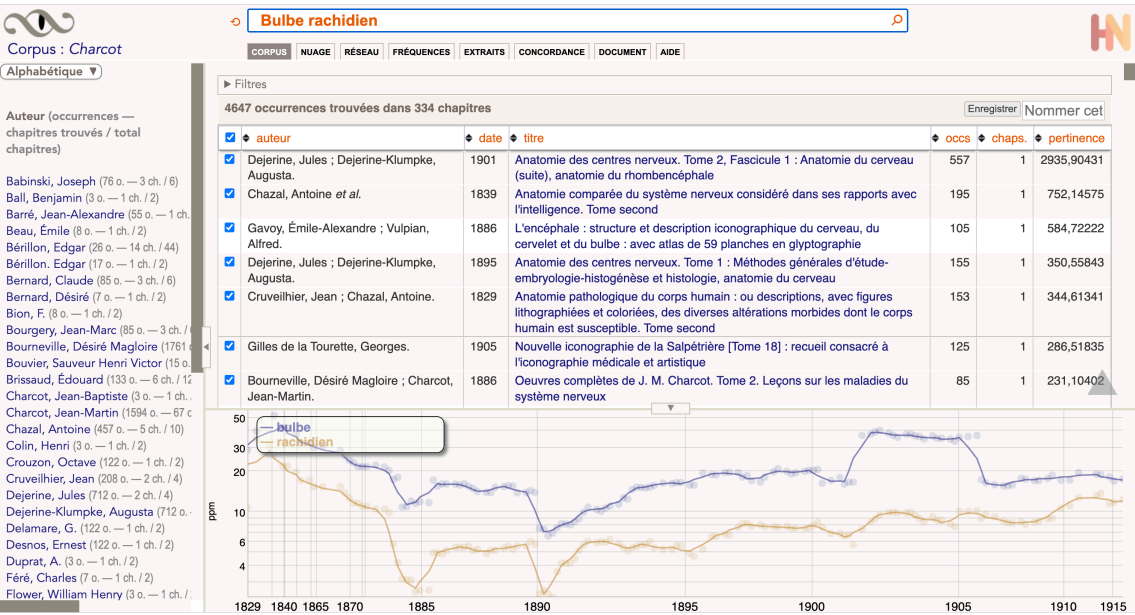 Bulbe rachidien
HN
Corpus : Charcot
CORPUS NUAGE RÉSEAU FRÉQUENCES EXTRAITS CONCORDANCE DOCUMENT AIDE
Alphabétique ▼
Auteur (occurrences —
chapitres trouvés / total
chapitres)
Babinski, Joseph (76 o. — 3 ch. / 6)
Ball, Benjamin (3 o. — 1 ch. / 2)
Barré, Jean-Alexandre (55 o. — 1 ch.
Beau, Émile (8 o. — 1 ch. / 2)
Bérillon, Edgar (26 o. — 14 ch. / 44)
Bérillon. Edgar (17 o. — 1 ch. / 2)
Bernard, Claude (85 o. — 3 ch. / 6)
Bernard, Désiré (7 o. — 1 ch. / 2)
Bion, F. (8 o. — 1 ch. / 2)
Bourgery, Jean-Marc (85 o. — 3 ch. /
Bourneville, Désiré Magloire (1761
Bouvier, Sauveur Henri Victor (15 o.
Brissaud, Édouard (133 o. — 6 ch. / 12
Charcot, Jean-Baptiste (3 o. — 1 ch.
Charcot, Jean-Martin (1594 o. — 67 c
Chazal, Antoine (457 o. — 5 ch. / 10)
Colin, Henri (3 o. — 1 ch. / 2)
Crouzon, Octave (122 o. — 1 ch. / 2)
Cruveilhier, Jean (208 o. — 2 ch. / 4)
Dejerine, Jules (712 o. — 2 ch. / 4)
Dejerine-Klumpke, Augusta (712 o. -
Delamare, G. (122 o. — 1 ch. / 2)
Desnos, Ernest (122 o. — 1 ch. / 2)
Duprat, A. (3 o. — 1 ch. / 2)
Féré, Charles (7 o. — 1 ch. / 2)
Flower, William Henry (3 o. — 1 ch. /
▶ Filtres
4647 occurrences trouvées dans 334 chapitres
Enregistrer Nommer cet
auteur date titre occs chaps. pertinence
Dejerine, Jules ; Dejerine-Klumpke, 1901 Anatomie des centres nerveux. Tome 2, Fascicule 1 : Anatomie du cerveau 557 1 2935,90431
Augusta. (suite), anatomie du rhombencéphale
Chazal, Antoine et al. 1839 Anatomie comparée du système nerveux considéré dans ses rapports avec 195 1 752,14575
l'intelligence. Tome second
Gavoy, Émile-Alexandre ; Vulpian, 1886 L'encéphale : structure et description iconographique du cerveau, du 105 1 584,72222
Alfred. cervelet et du bulbe : avec atlas de 59 planches en glyptographie
Dejerine, Jules ; Dejerine-Klumpke, 1895 Anatomie des centres nerveux. Tome 1 : Méthodes générales d'étude- 155 1 350,55843
Augusta. embryologie-histogénèse et histologie, anatomie du cerveau
Cruveilhier, Jean ; Chazal, Antoine. 1829 Anatomie pathologique du corps humain : ou descriptions, avec figures 153 1 344,61341
lithographiées et coloriées, des diverses altérations morbides dont le corps
humain est susceptible. Tome second
Gilles de la Tourette, Georges. 1905 Nouvelle iconographie de la Salpétrière [Tome 18] : recueil consacré à 125 1 286,51835
l'iconographie médicale et artistique
Bourneville, Désiré Magloire ; Charcot, 1886 Oeuvres complètes de J. M. Charcot. Tome 2. Leçons sur les maladies du 85 1 231,10402
Jean-Martin. système nerveux
▼
bulbe
rachidien
50
30
20
10
6
4
ppm
1829 1840 1865 1870 1885 1890 1895 1900 1905 1910 1915